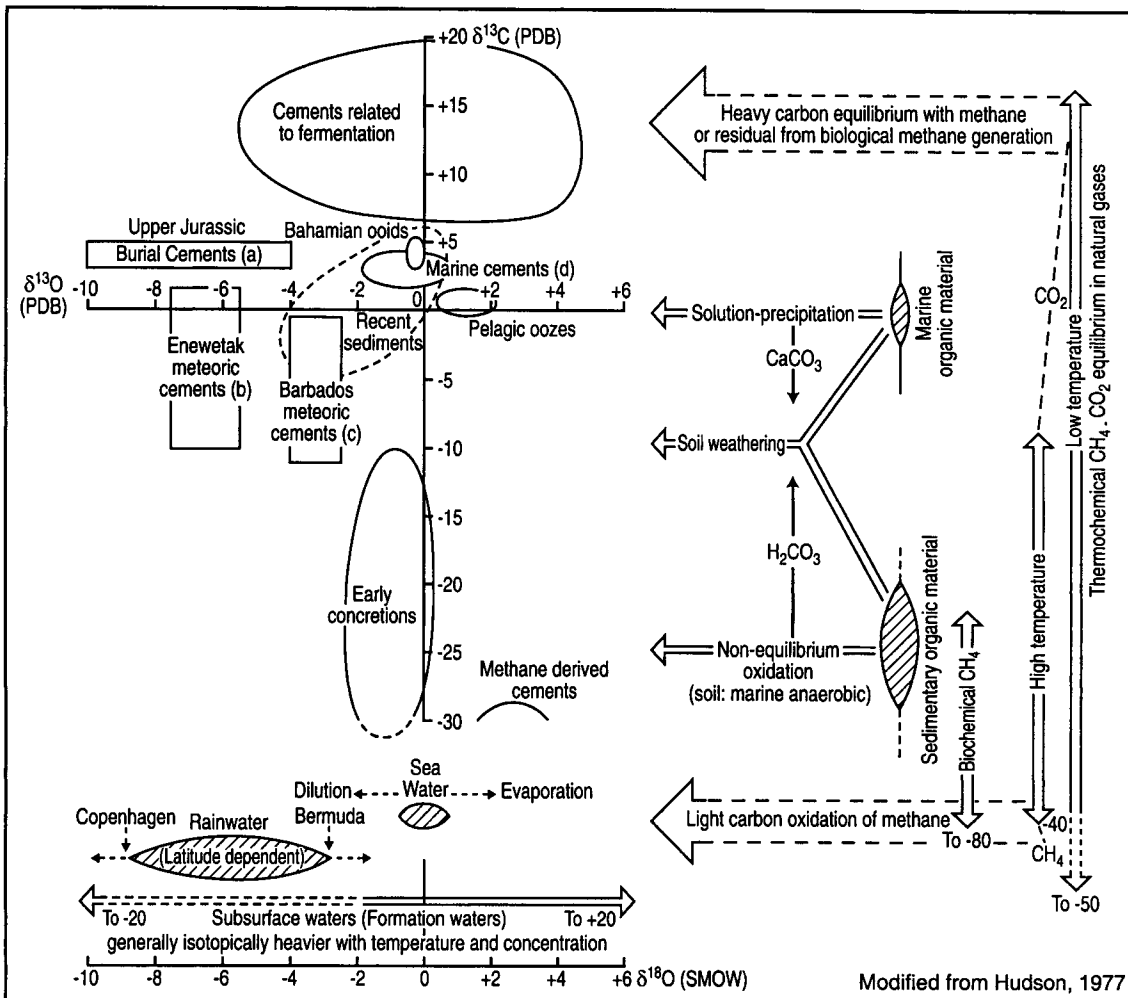 +20 δ¹³C (PDB)
+15
+10
+5
Cements related
to fermentation
Heavy carbon equilibrium with methane
or residual from biological methane generation
Upper Jurassic
Burial Cements (a)
Bahamian ooids
Marine cements (d)
δ¹³O
(PDB)
-10
-8
-6
-4
-2
0
+2
+4
+6
Recent
sediments
Pelagic oozes
Enewetak
meteoric
cements (b)
Barbados
meteoric
cements (c)
-5
-10
-15
-20
-25
-30
Early
concretions
Methane derived
cements
Solution-precipitation
CaCO₃
Soil weathering
H₂CO₃
Non-equilibrium
oxidation
(soil: marine anaerobic)
Marine
organic material
Sedimentary organic material
Biochemical CH₄
To -80
High temperature
-40
CO₂
CH₄
Low temperature
Thermochemical CH₄. CO₂ equilibrium in natural gases
To -50
Light carbon oxidation of methane
Sea
Water
Dilution
Evaporation
Copenhagen
Rainwater
Bermuda
(Latitude dependent)
To -20
Subsurface waters (Formation waters)
To +20
generally isotopically heavier with temperature and concentration
-10
-8
-6
-4
-2
0
+2
+4
+6 δ¹⁸O (SMOW)
Modified from Hudson, 1977